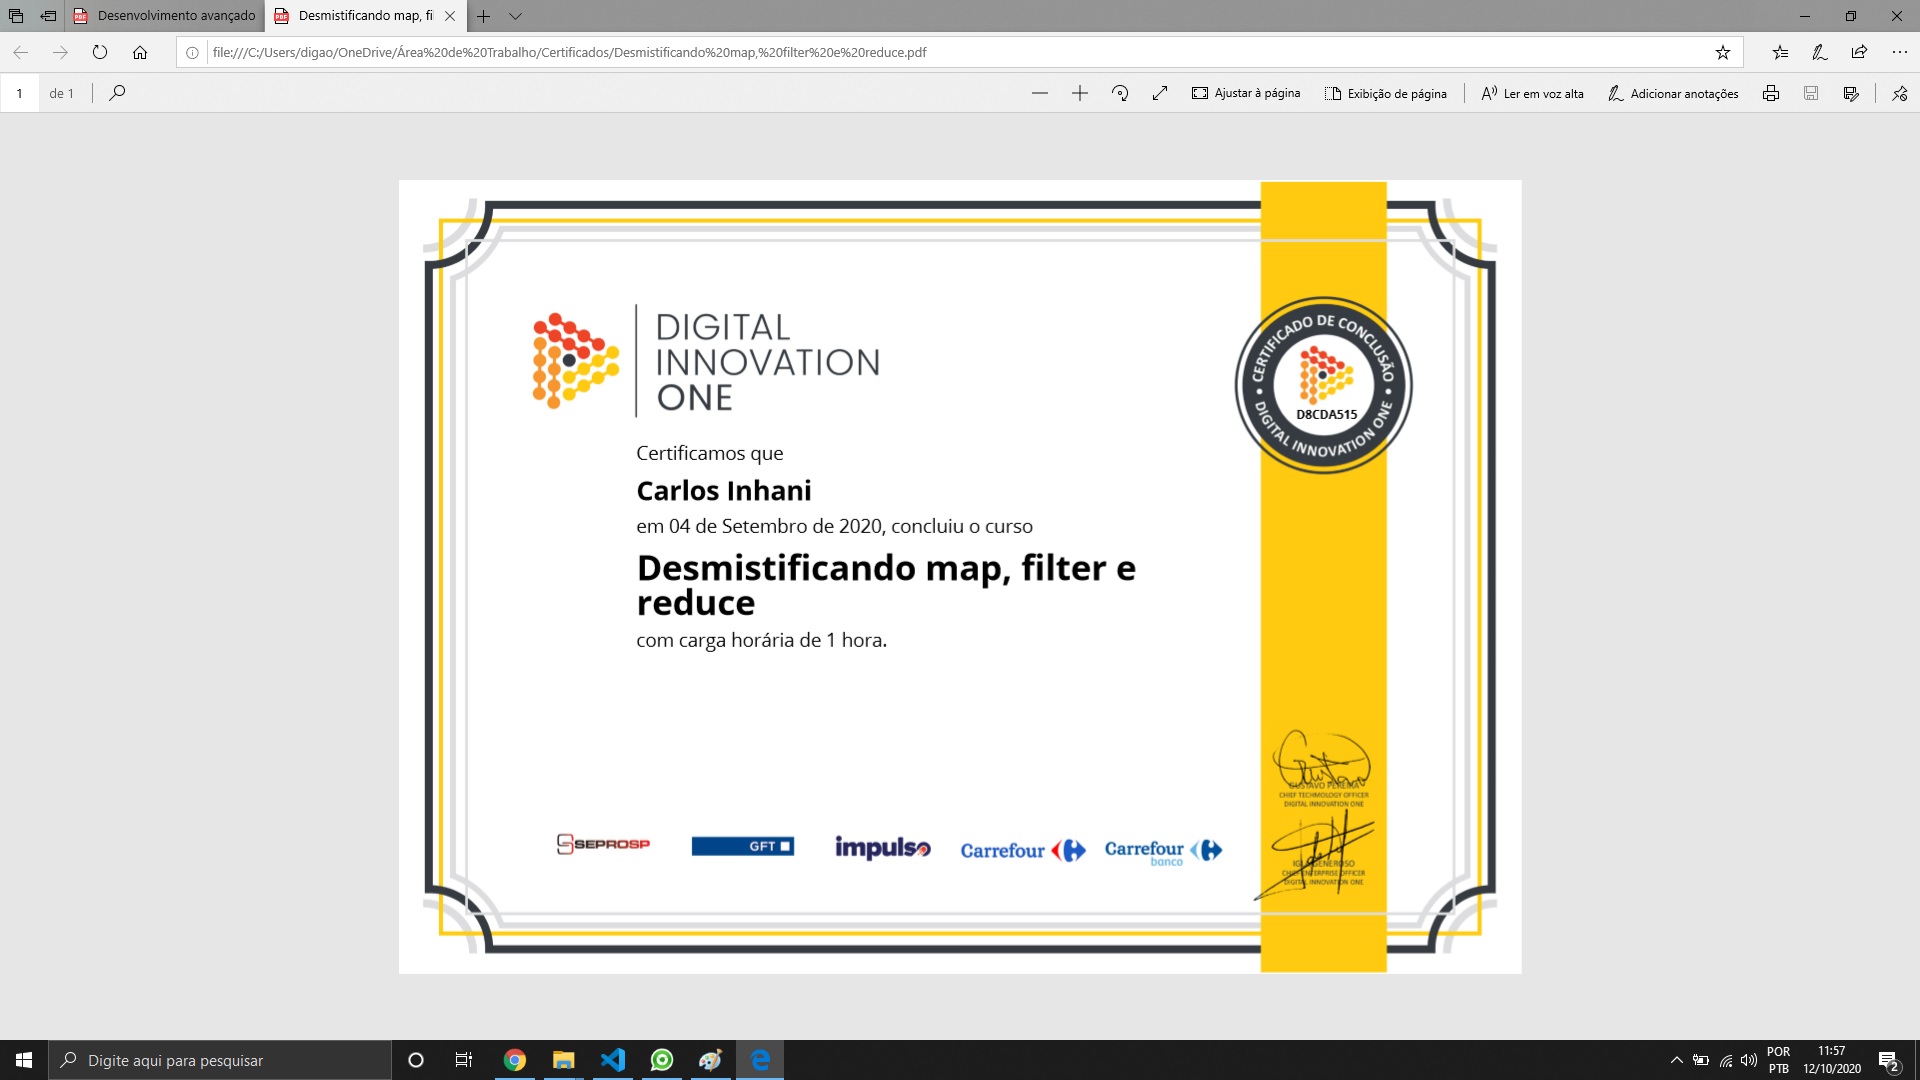 Desenvolvimento avançado
Desmistificando map, fil
file:///C:/Users/digao/OneDrive/Área%20de%20Trabalho/Certificados/Desmistificando%20map,%20filter%20e%20reduce.pdf
1 de 1
Ajustar à página
Exibição de página
Ler em voz alta
Adicionar anotações
DIGITAL
INNOVATION
ONE
CERTIFICADO DE CONCLUSÃO
D8CDA515
DIGITAL INNOVATION ONE
Certificamos que
Carlos Inhani
em 04 de Setembro de 2020, concluiu o curso
Desmistificando map, filter e
reduce
com carga horária de 1 hora.
GUSTAVO PEREIRA
CHIEF TECHNOLOGY OFFICER
DIGITAL INNOVATION ONE
IGLÁ GENEROSO
CHIEF ENTERPRISE OFFICER
DIGITAL INNOVATION ONE
SEPROSP
GFT
impulso
Carrefour
Carrefour
banco
Digite aqui para pesquisar
POR
PTB
11:57
12/10/2020
2